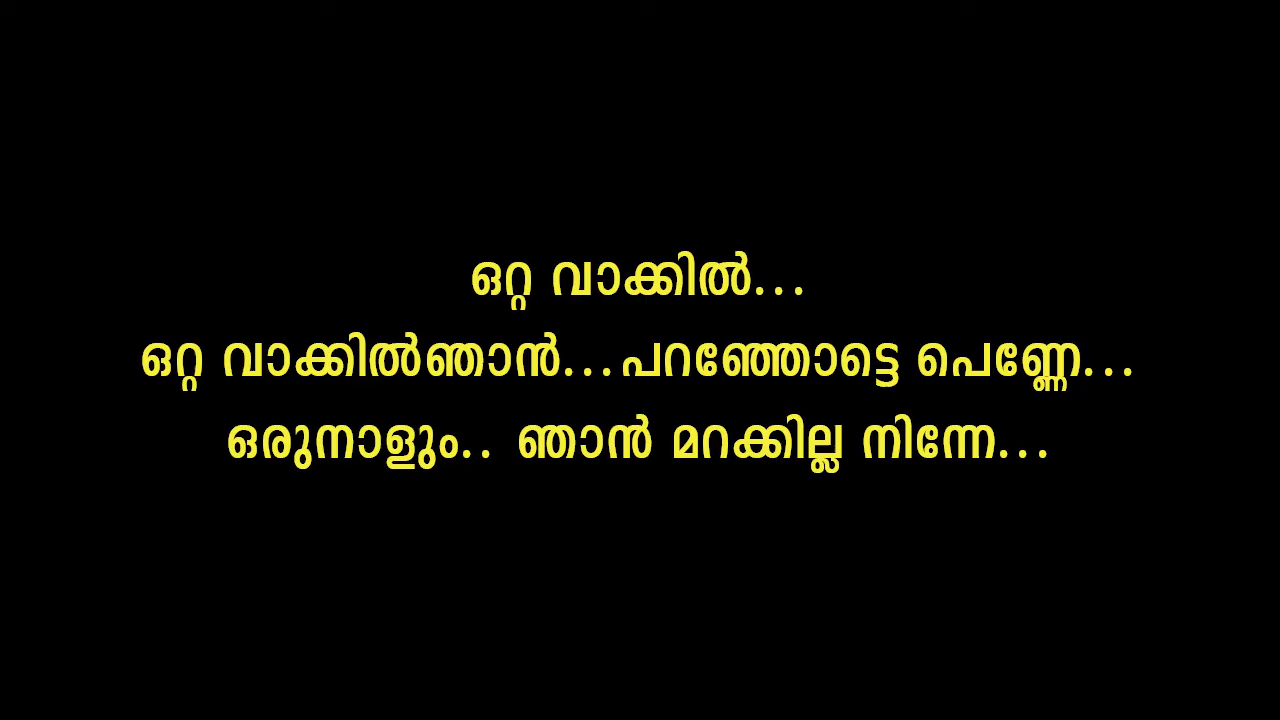 ഒറ്റ വാക്കിൽ...
ഒറ്റ വാക്കിൽഞാൻ...പറഞ്ഞോട്ടെ പെണ്ണേ...
ഒരുനാളും.. ഞാൻ മറക്കില്ല നിന്നേ...